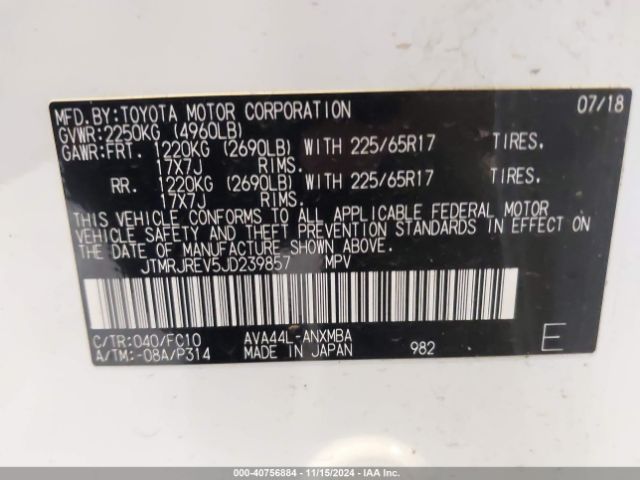 MFD.BY:TOYOTA MOTOR CORPORATION 07/18
GVWR:2250KG (4960LB)
GAWR:FRT. 1220KG (2690LB) WITH 225/65R17 TIRES.
17X7J RIMS.
RR. 1220KG (2690LB) WITH 225/65R17 TIRES.
17X7J RIMS.
THIS VEHICLE CONFORMS TO ALL APPLICABLE FEDERAL MOTOR
VEHICLE SAFETY AND THEFT PREVENTION STANDARDS IN EFFECT ON
THE DATE OF MANUFACTURE SHOWN ABOVE.
JTMRJREV5JD239857 MPV
C/TR:040/FC10 AVA44L-ANXMBA
A/TM:-08A/P314 MADE IN JAPAN 982 E
000-40756884 - 11/15/2024 - IAAI.CA